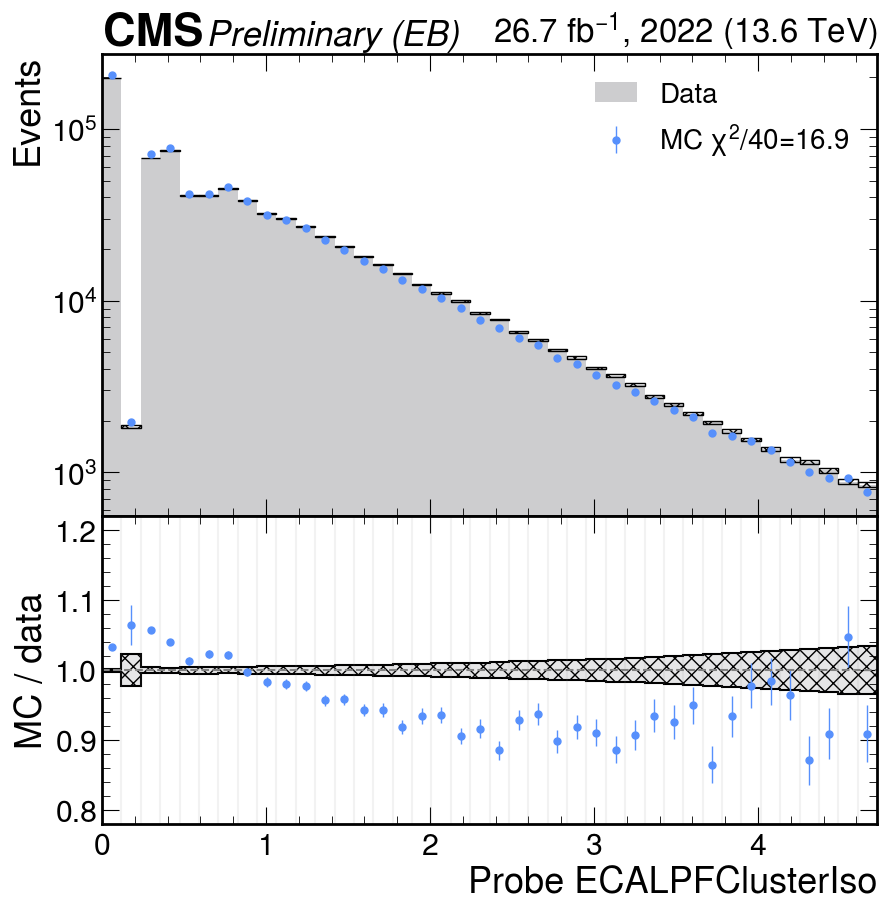 CMS Preliminary (EB) 26.7 fb⁻¹, 2022 (13.6 TeV)
Events
Data
MC χ²/40=16.9
10⁵
10⁴
10³
MC / data
1.2
1.1
1.0
0.9
0.8
0 1 2 3 4
Probe ECALPFClusterIso